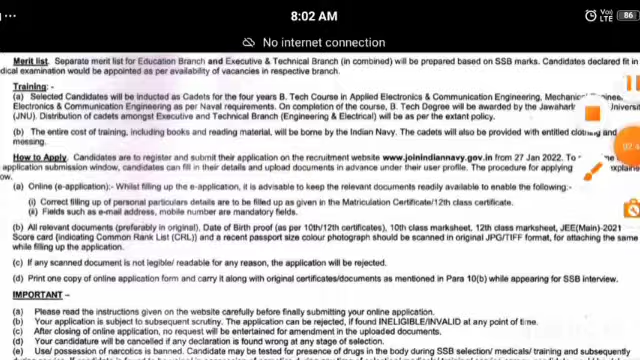 8:02 AM
Vo) LTE 86
No internet connection
Merit list. Separate merit list for Education Branch and Executive & Technical Branch (in combined) will be prepared based on SSB marks. Candidates declared fit in
dical examination would be appointed as per availability of vacancies in respective branch.
Training: -
(a) Selected Candidates will be inducted as Cadets for the four years B. Tech Course in Applied Electronics & Communication Engineering, Mechanical
Electronics & Communication Engineering as per Naval requirements. On completion of the course, B. Tech Degree will be awarded by the Jawahar
(JNU). Distribution of cadets amongst Executive and Technical Branch (Engineering & Electrical) will be as per the extant policy.
(b) The entire cost of training, including books and reading material, will be borne by the Indian Navy. The cadets will also be provided with entitled clothing and
messing.
How to Apply. Candidates are to register and submit their application on the recruitment website www.joinindiannavy.gov.in from 27 Jan 2022. To
application submission window, candidates can fill in their details and upload documents in advance under their user profile. The procedure for applying
ow.
(a) Online (e-application):- Whilst filling up the e-application, it is advisable to keep the relevant documents readily available to enable the following:-
(i) Correct filling up of personal particulars details are to be filled up as given in the Matriculation Certificate/12th class certificate.
(ii) Fields such as e-mail address, mobile number are mandatory fields.
(b) All relevant documents (preferably in original), Date of Birth proof (as per 10th/12th certificates), 10th class marksheet, 12th class marksheet, JEE(Main)-2021
Score card (indicating Common Rank List (CRL)) and a recent passport size colour photograph should be scanned in original JPG/TIFF format, for attaching the same
while filling up the application.
(c) If any scanned document is not legible/ readable for any reason, the application will be rejected.
(d) Print one copy of online application form and carry it along with original certificates/documents as mentioned in Para 10(b) while appearing for SSB interview.
IMPORTANT –
(a) Please read the instructions given on the website carefully before finally submitting your online application.
(b) Your application is subject to subsequent scrutiny. The application can be rejected, if found INELIGIBLE/INVALID at any point of time.
(c) After closing of online application, no request will be entertained for amendment in the uploaded documents.
(d) Your candidature will be cancelled if any declaration is found wrong at any stage of selection.
(e) Use/ possession of narcotics is banned. Candidate may be tested for presence of drugs in the body during SSB selection/ medicals/ training and subsequently